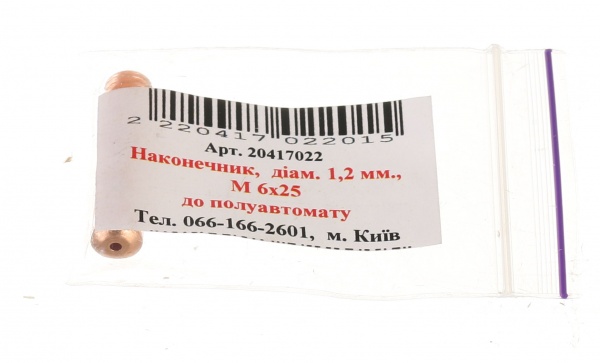 2 220417 022015
Арт. 20417022
Наконечник, діам. 1,2 мм.,
М 6х25
до полуавтомату
Тел. 066-166-2601, м. Київ